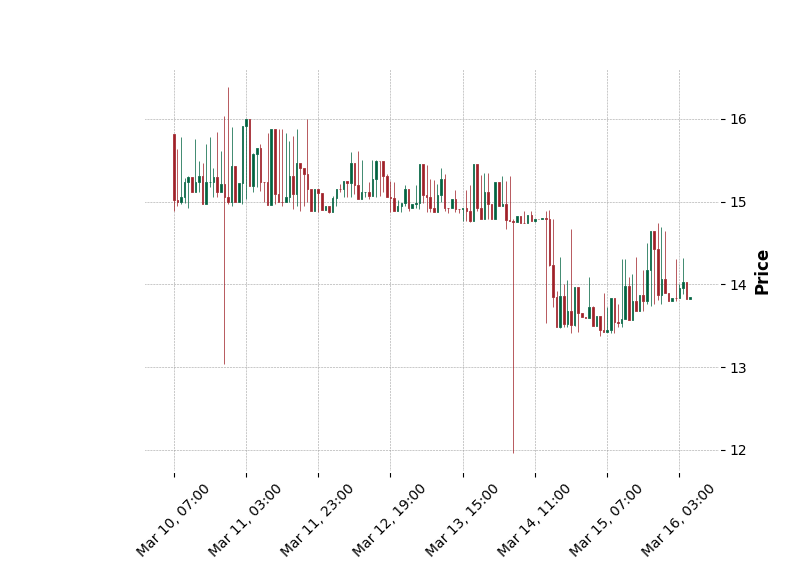 16
15
14
13
12
Price
Mar 10, 07:00
Mar 11, 03:00
Mar 11, 23:00
Mar 12, 19:00
Mar 13, 15:00
Mar 14, 11:00
Mar 15, 07:00
Mar 16, 03:00